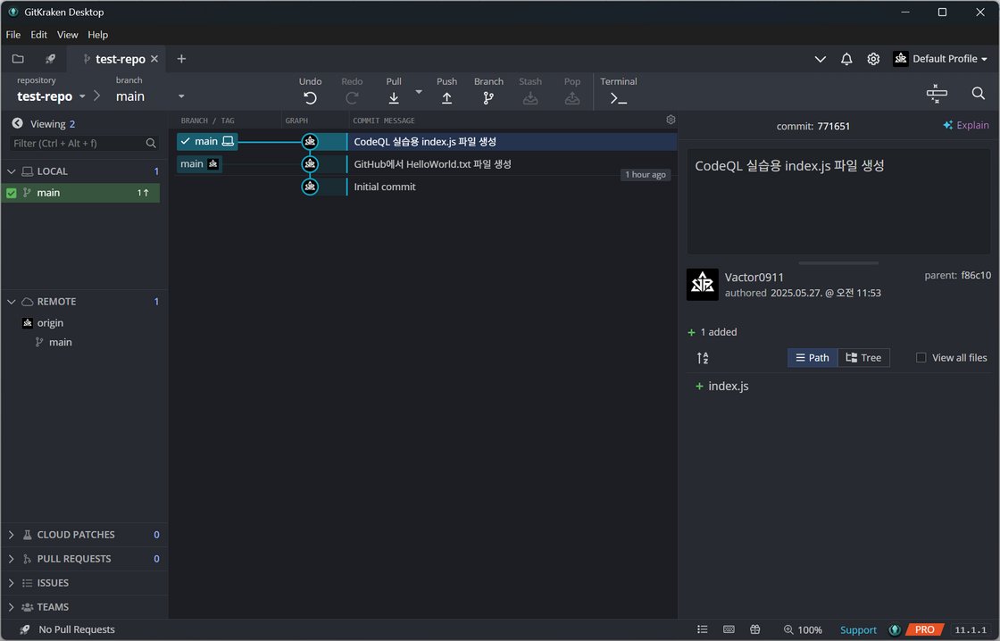 GitKraken Desktop
File Edit View Help
test-repo
Default Profile
repository
test-repo
branch
main
Undo Redo Pull Push Branch Stash Pop Terminal
Viewing 2
Filter (Ctrl + Alt + f)
LOCAL 1
main 1↑
REMOTE 1
origin
main
CLOUD PATCHES 0
PULL REQUESTS 0
ISSUES
TEAMS
BRANCH / TAG GRAPH COMMIT MESSAGE
main CodeQL 실습용 index.js 파일 생성
main GitHub에서 HelloWorld.txt 파일 생성
1 hour ago
Initial commit
commit: 771651
Explain
CodeQL 실습용 index.js 파일 생성
Vactor0911
authored 2025.05.27. @ 오전 11:53
parent: f86c10
+ 1 added
Path Tree View all files
+ index.js
No Pull Requests
100% Support PRO 11.1.1